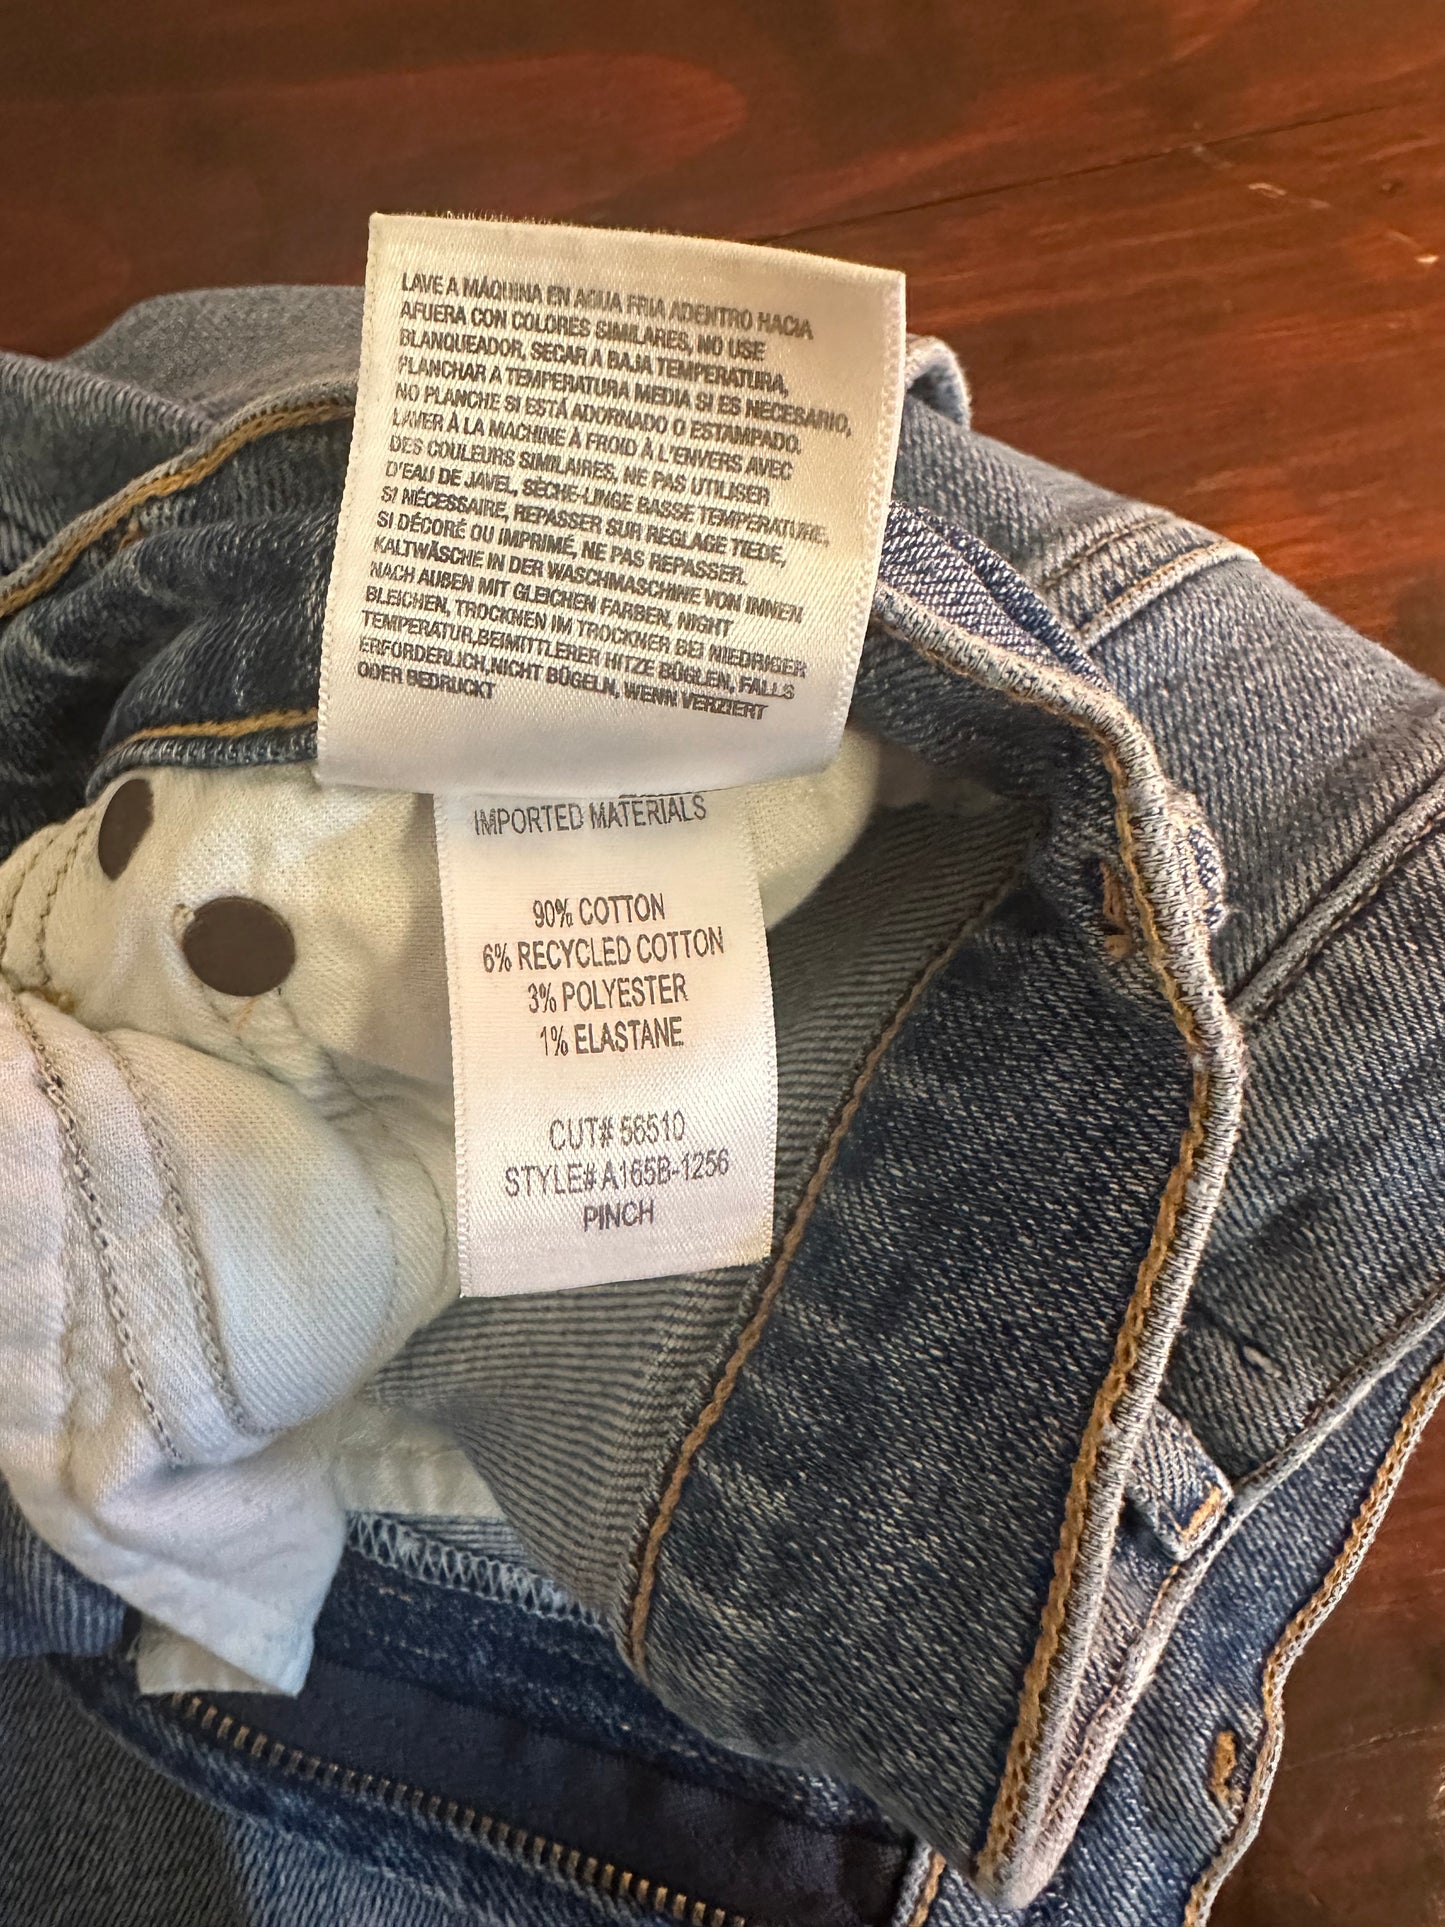 LAVE A MÁQUINA EN AGUA FRIA ADENTRO HACIA
AFUERA CON COLORES SIMILARES, NO USE
BLANQUEADOR, SECAR A BAJA TEMPERATURA,
PLANCHAR A TEMPERATURA MEDIA SI ES NECESARIO,
NO PLANCHE SI ESTÁ ADORNADO O ESTAMPADO.
LAVER À LA MACHINE À FROID À L'ENVERS AVEC
DES COULEURS SIMILAIRES, NE PAS UTILISER
D'EAU DE JAVEL, SÈCHE-LINGE BASSE TEMPERATURE,
SI NÉCESSAIRE, REPASSER SUR REGLAGE TIEDE,
SI DÉCORÉ OU IMPRIMÉ, NE PAS REPASSER.
KALTWÄSCHE IN DER WASCHMASCHINE VON INNEN
NACH AUßEN MIT GLEICHEN FARBEN, NIGHT
BLEICHEN, TROCKNEN IM TROCKNER BEI NIEDRIGER
TEMPERATUR.BEIMITTLERER HITZE BÜGLEN, FALLS
ERFORDERLICH.NICHT BÜGELN, WENN VERZIERT
ODER BEDRUCKT
IMPORTED MATERIALS
90% COTTON
6% RECYCLED COTTON
3% POLYESTER
1% ELASTANE
CUT# 56510
STYLE# A165B-1256
PINCH